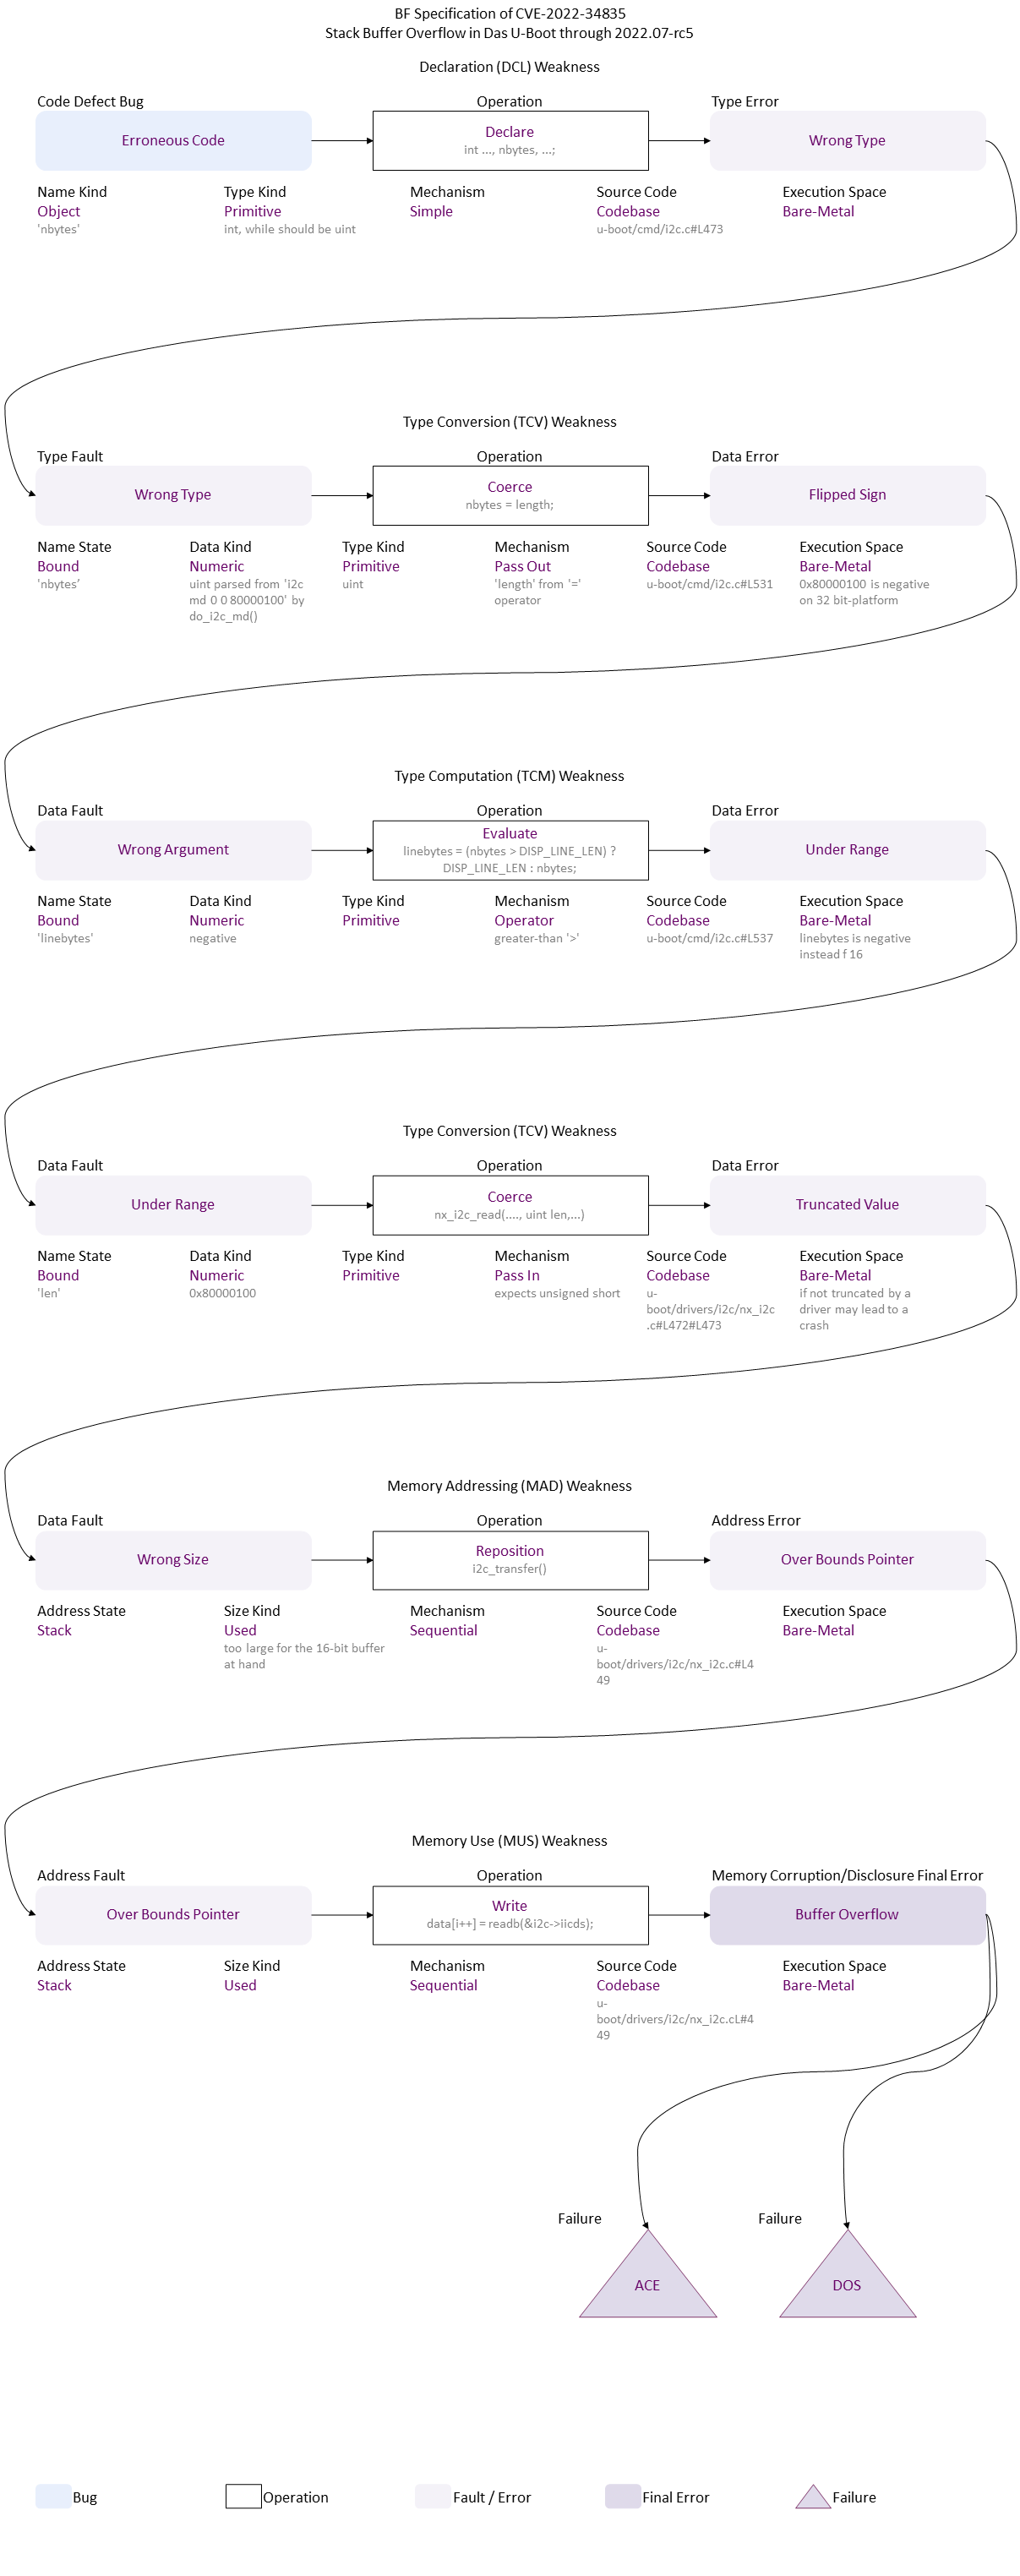 BF Specification of CVE-2022-34835
Stack Buffer Overflow in Das U-Boot through 2022.07-rc5
Declaration (DCL) Weakness
Code Defect Bug
Operation
Type Error
Erroneous Code
Declare
int ..., nbytes, ...;
Wrong Type
Name Kind
Type Kind
Mechanism
Source Code
Execution Space
Object
Primitive
Simple
Codebase
Bare-Metal
'nbytes'
int, while should be uint
u-boot/cmd/i2c.c#L473
Type Conversion (TCV) Weakness
Type Fault
Operation
Data Error
Wrong Type
Coerce
nbytes = length;
Flipped Sign
Name State
Data Kind
Type Kind
Mechanism
Source Code
Execution Space
Bound
Numeric
Primitive
Pass Out
Codebase
Bare-Metal
'nbytes’
uint parsed from 'i2c
md 0 0 80000100' by
do_i2c_md()
uint
'length' from '='
operator
u-boot/cmd/i2c.c#L531
0x80000100 is negative
on 32 bit-platform
Type Computation (TCM) Weakness
Data Fault
Operation
Data Error
Wrong Argument
Evaluate
linebytes = (nbytes > DISP_LINE_LEN) ?
DISP_LINE_LEN : nbytes;
Under Range
Name State
Data Kind
Type Kind
Mechanism
Source Code
Execution Space
Bound
Numeric
Primitive
Operator
Codebase
Bare-Metal
'linebytes'
negative
greater-than '>'
u-boot/cmd/i2c.c#L537
linebytes is negative
instead f 16
Type Conversion (TCV) Weakness
Data Fault
Operation
Data Error
Under Range
Coerce
nx_i2c_read(...., uint len,...)
Truncated Value
Name State
Data Kind
Type Kind
Mechanism
Source Code
Execution Space
Bound
Numeric
Primitive
Pass In
Codebase
Bare-Metal
'len'
0x80000100
expects unsigned short
u-
boot/drivers/i2c/nx_i2c
.c#L472#L473
if not truncated by a
driver may lead to a
crash
Memory Addressing (MAD) Weakness
Data Fault
Operation
Address Error
Wrong Size
Reposition
i2c_transfer()
Over Bounds Pointer
Address State
Size Kind
Mechanism
Source Code
Execution Space
Stack
Used
Sequential
Codebase
Bare-Metal
too large for the 16-bit buffer
at hand
u-
boot/drivers/i2c/nx_i2c.c#L4
49
Memory Use (MUS) Weakness
Address Fault
Operation
Memory Corruption/Disclosure Final Error
Over Bounds Pointer
Write
data[i++] = readb(&i2c->iicds);
Buffer Overflow
Address State
Size Kind
Mechanism
Source Code
Execution Space
Stack
Used
Sequential
Codebase
Bare-Metal
u-
boot/drivers/i2c/nx_i2c.cL#4
49
Failure
Failure
ACE
DOS
Bug
Operation
Fault / Error
Final Error
Failure